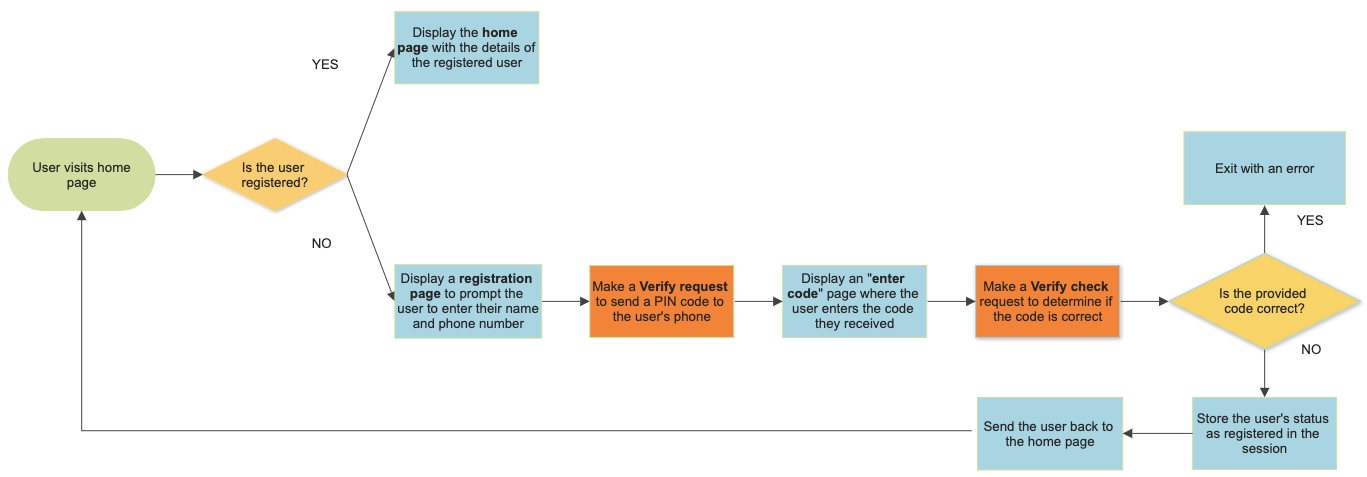 Display the home
page with the details of
the registered user
YES
User visits home
page
Is the user
registered?
Exit with an error
YES
NO
Display a registration
page to prompt the
user to enter their name
and phone number
Make a Verify request
to send a PIN code to
the user's phone
Display an "enter
code" page where the
user enters the code
they received
Make a Verify check
request to determine if
the code is correct
Is the provided
code correct?
NO
Send the user back to
the home page
Store the user's status
as registered in the
session